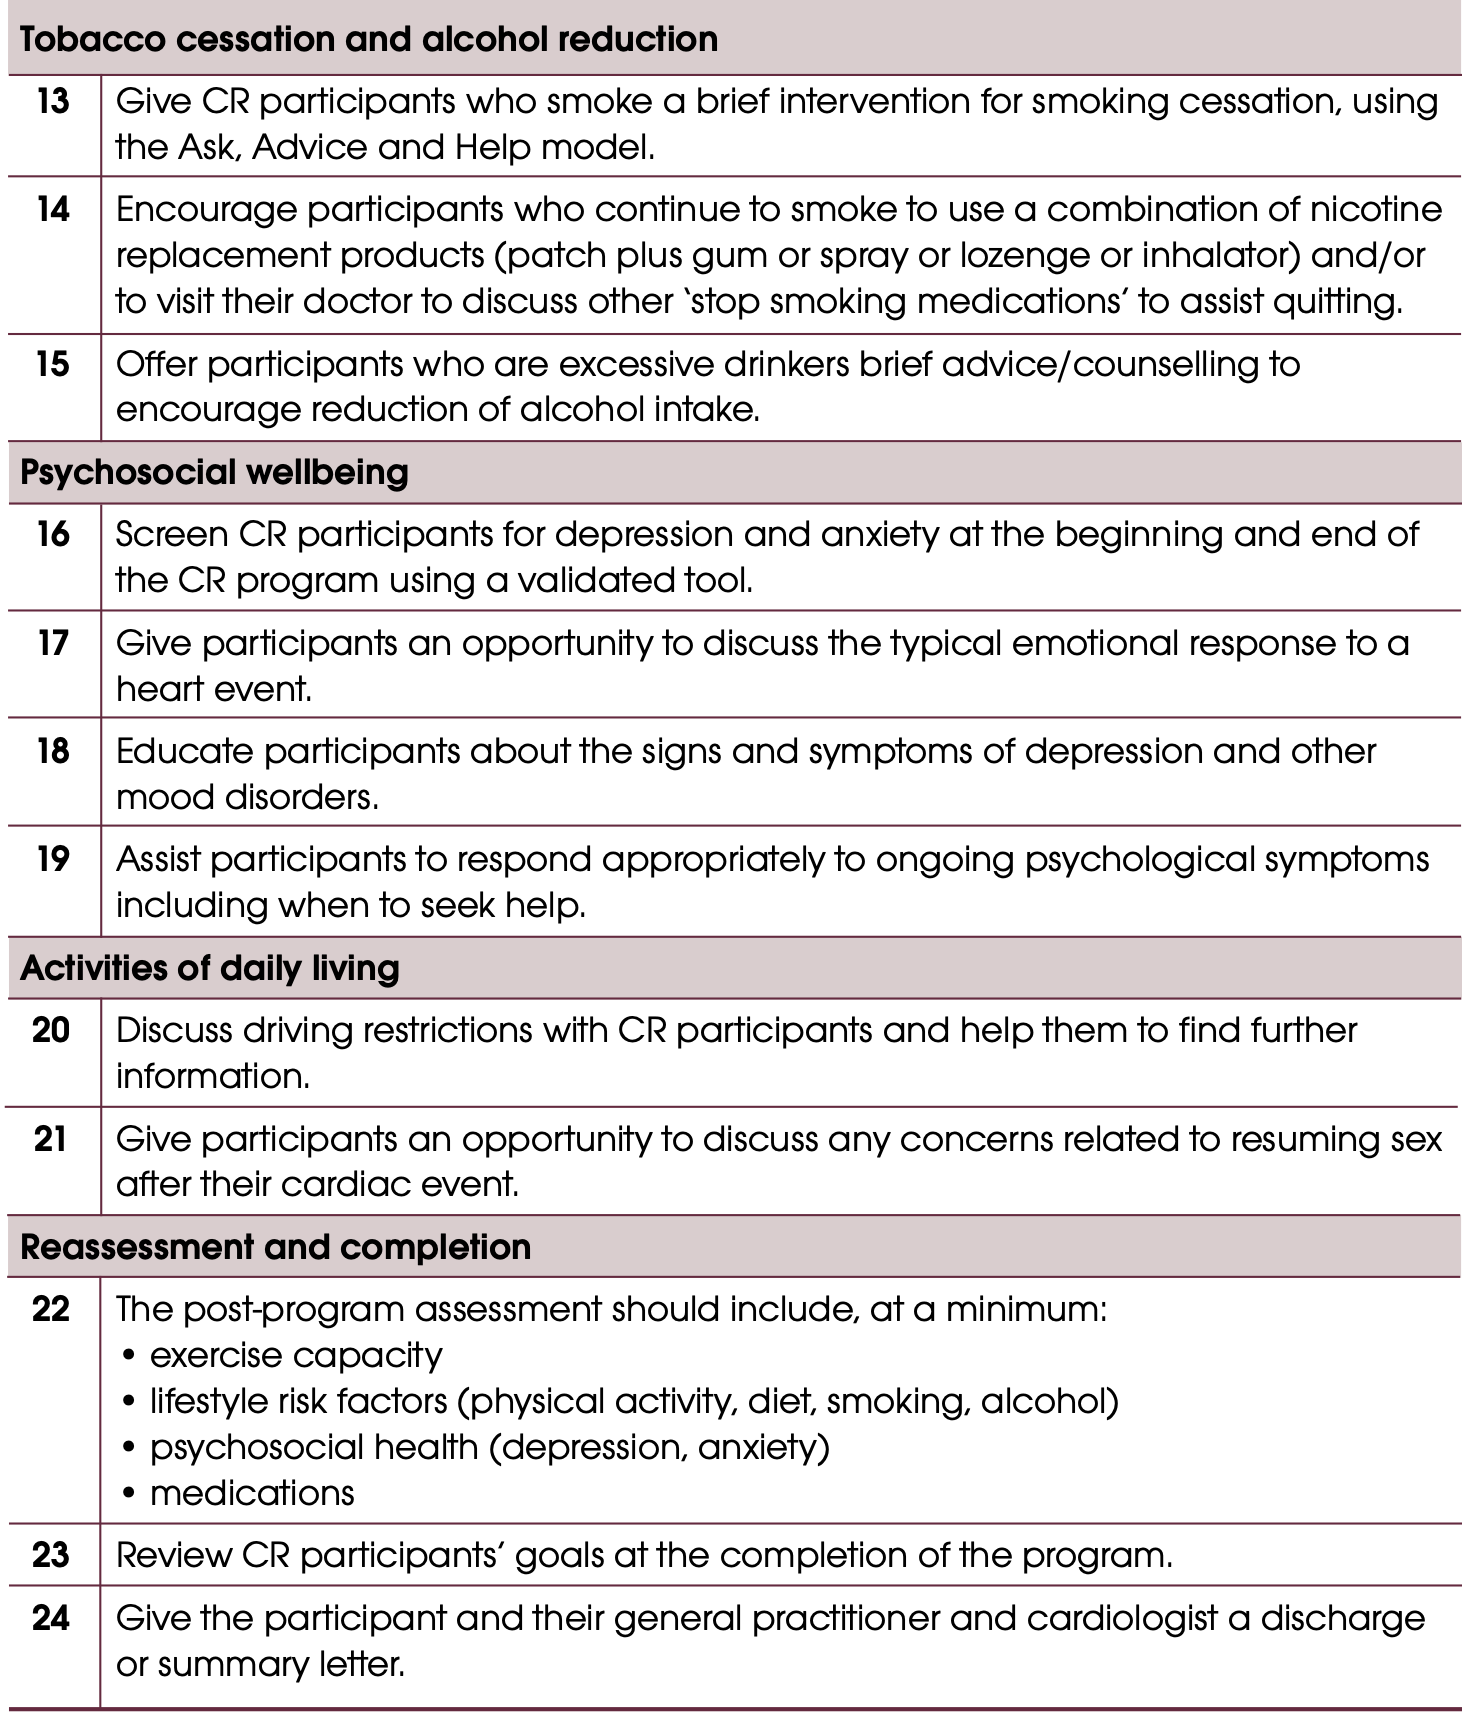 Tobacco cessation and alcohol reduction
13 Give CR participants who smoke a brief intervention for smoking cessation, using
the Ask, Advice and Help model.
14 Encourage participants who continue to smoke to use a combination of nicotine
replacement products (patch plus gum or spray or lozenge or inhalator) and/or
to visit their doctor to discuss other ‘stop smoking medications’ to assist quitting.
15 Offer participants who are excessive drinkers brief advice/counselling to
encourage reduction of alcohol intake.
Psychosocial wellbeing
16 Screen CR participants for depression and anxiety at the beginning and end of
the CR program using a validated tool.
17 Give participants an opportunity to discuss the typical emotional response to a
heart event.
18 Educate participants about the signs and symptoms of depression and other
mood disorders.
19 Assist participants to respond appropriately to ongoing psychological symptoms
including when to seek help.
Activities of daily living
20 Discuss driving restrictions with CR participants and help them to find further
information.
21 Give participants an opportunity to discuss any concerns related to resuming sex
after their cardiac event.
Reassessment and completion
22 The post-program assessment should include, at a minimum:
• exercise capacity
• lifestyle risk factors (physical activity, diet, smoking, alcohol)
• psychosocial health (depression, anxiety)
• medications
23 Review CR participants’ goals at the completion of the program.
24 Give the participant and their general practitioner and cardiologist a discharge
or summary letter.